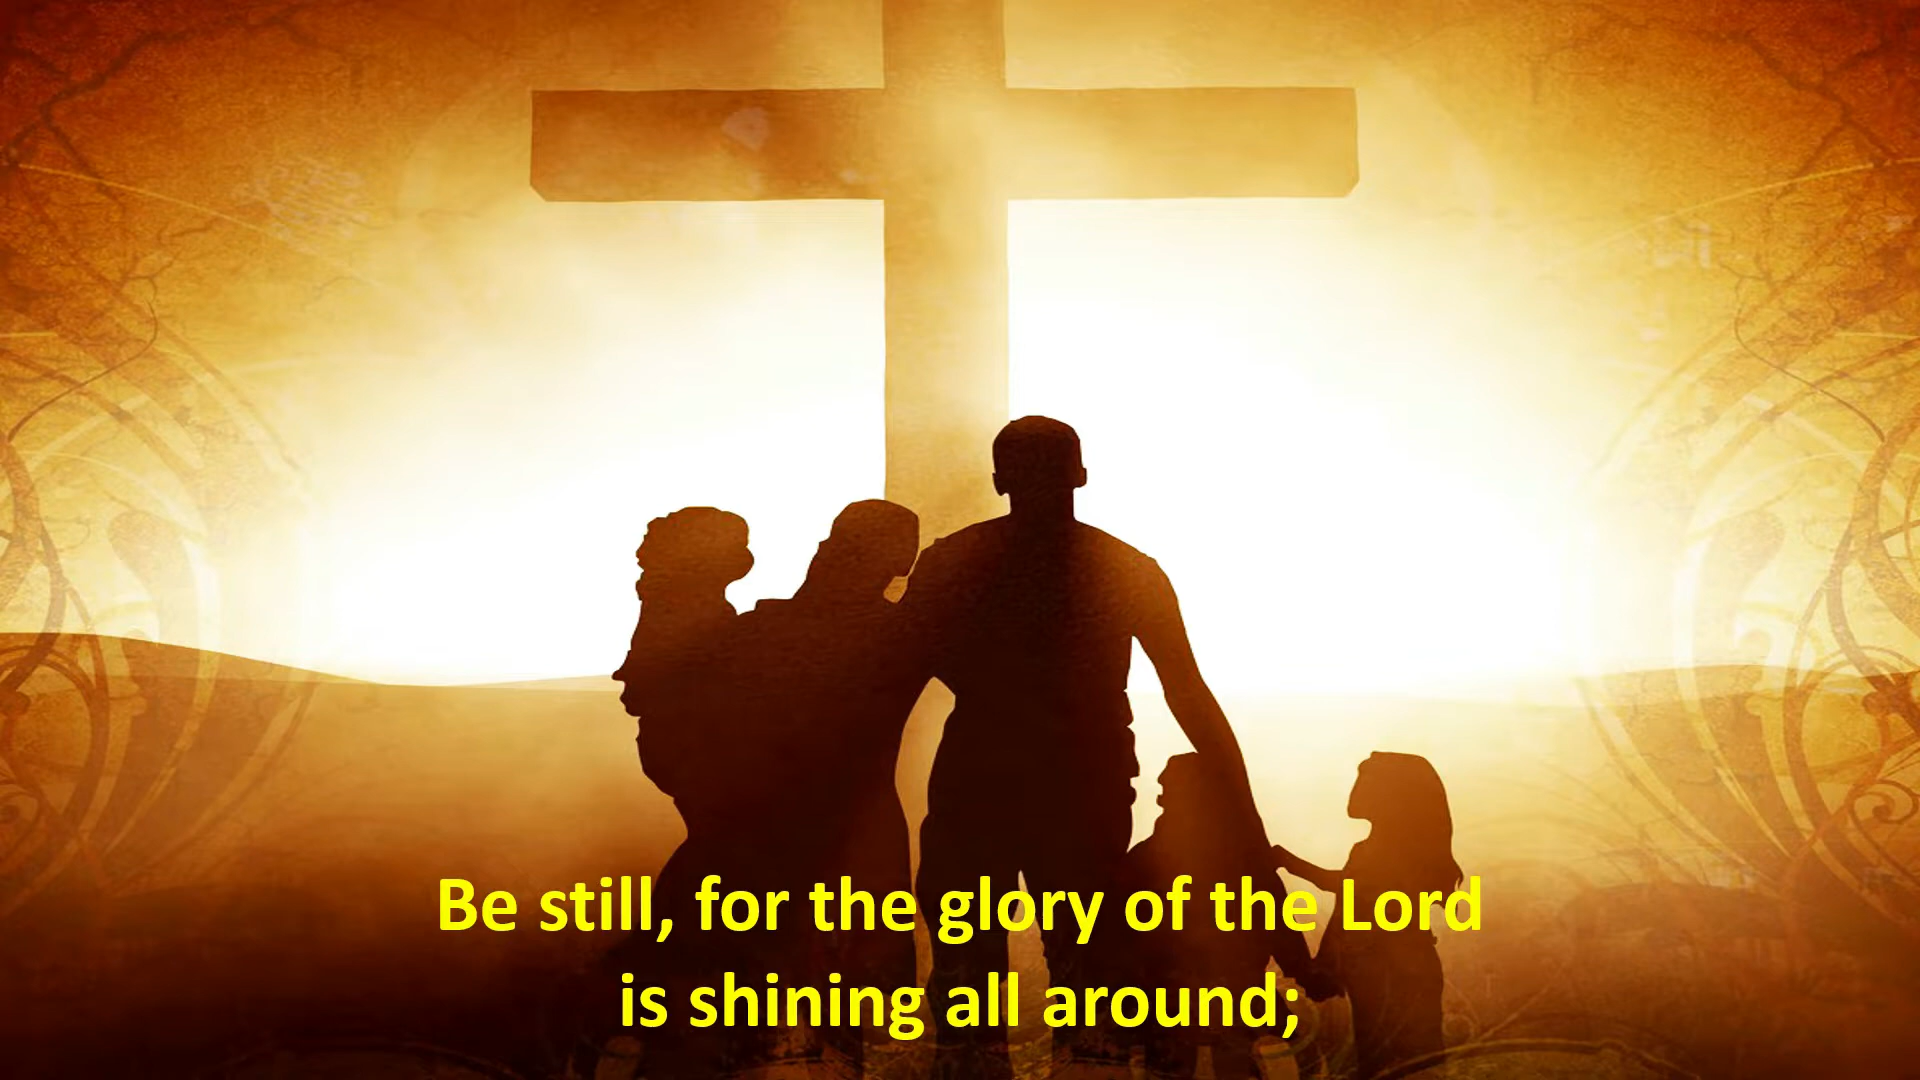 Be still, for the glory of the Lord
is shining all around;